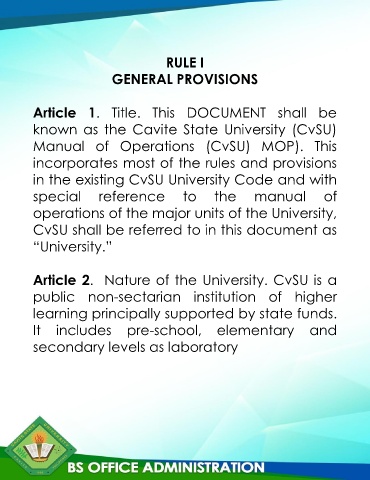 RULE I
GENERAL PROVISIONS
Article 1. Title. This DOCUMENT shall be
known as the Cavite State University (CvSU)
Manual of Operations (CvSU) MOP). This
incorporates most of the rules and provisions
in the existing CvSU University Code and with
special reference to the manual of
operations of the major units of the University,
CvSU shall be referred to in this document as
“University.”
Article 2. Nature of the University. CvSU is a
public non-sectarian institution of higher
learning principally supported by state funds.
It includes pre-school, elementary and
secondary levels as laboratory
BS OFFICE ADMINISTRATION